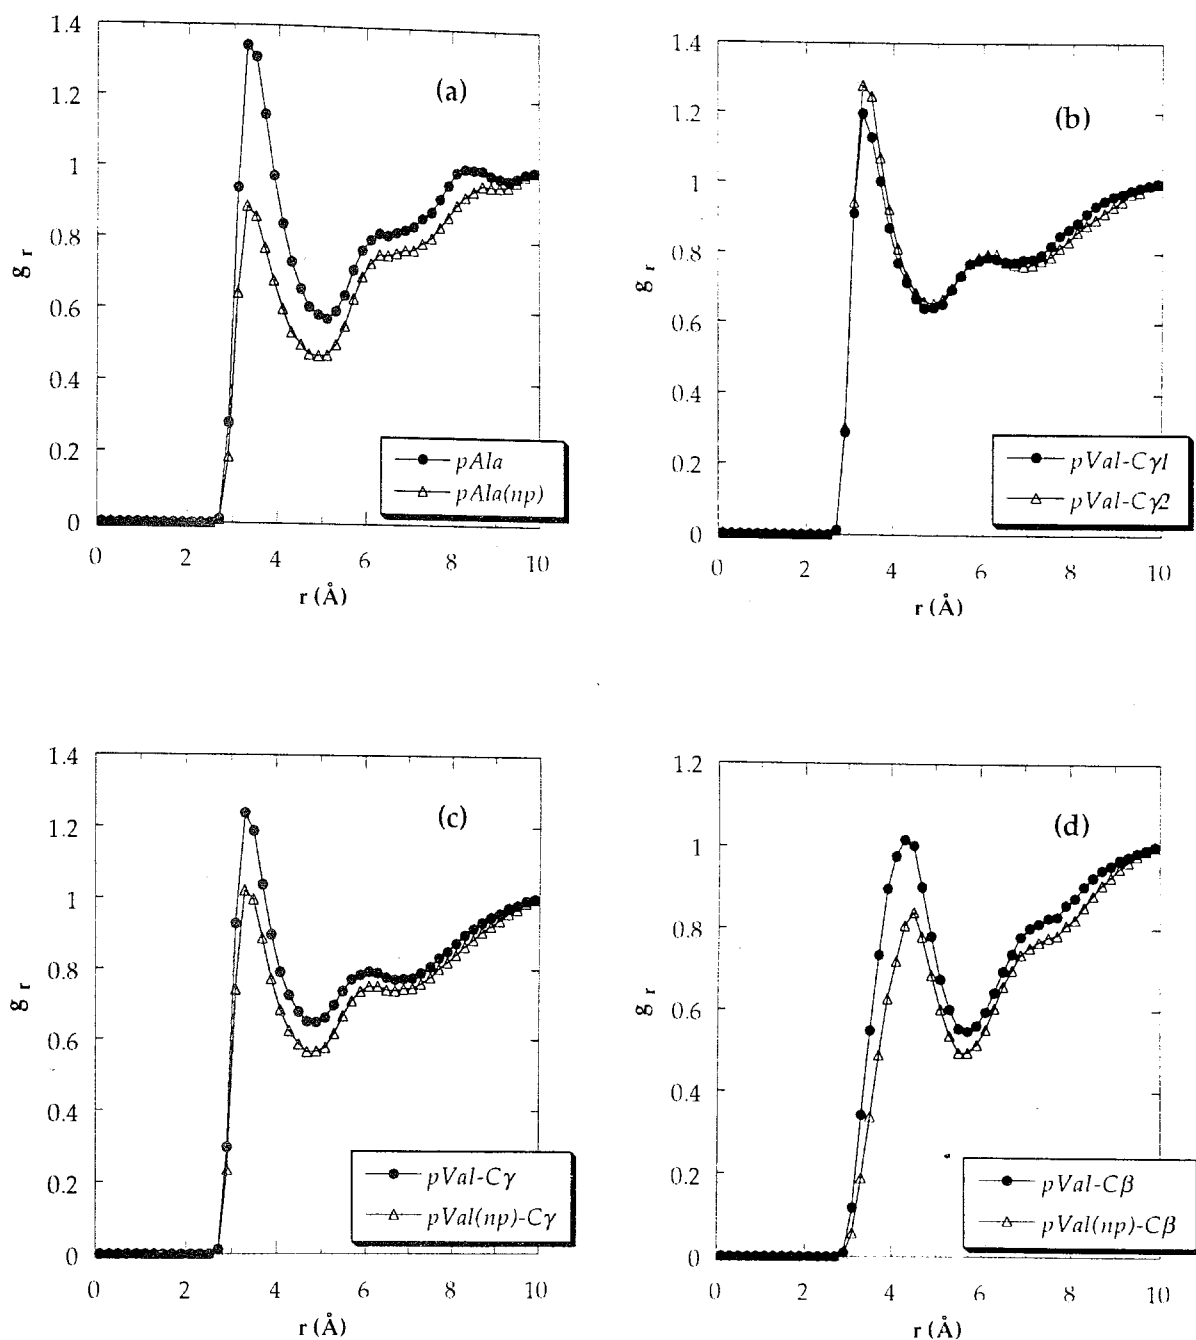 1.4
1.2
1
0.8
0.6
0.4
0.2
0
g r
(a)
pAla
pAla(np)
0 2 4 6 8 10
r (Å)
1.4
1.2
1
0.8
0.6
0.4
0.2
0
g r
(b)
pVal-Cγ1
pVal-Cγ2
0 2 4 6 8 10
r (Å)
1.4
1.2
1
0.8
0.6
0.4
0.2
0
g r
(c)
pVal-Cγ
pVal(np)-Cγ
0 2 4 6 8 10
r (Å)
1.2
1
0.8
0.6
0.4
0.2
0
g r
(d)
pVal-Cβ
pVal(np)-Cβ
0 2 4 6 8 10
r (Å)